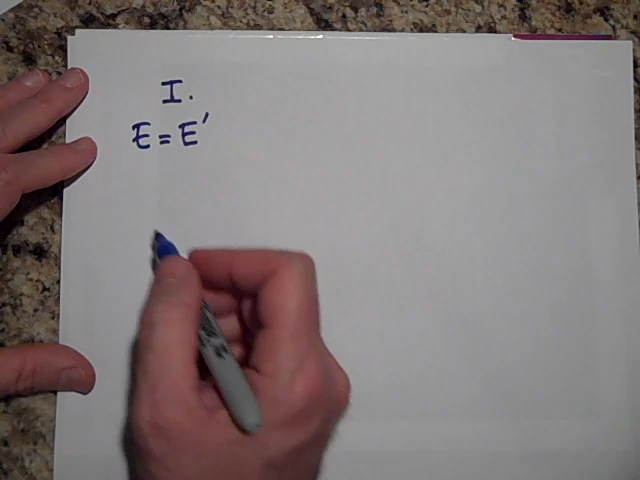 I.
E = E'